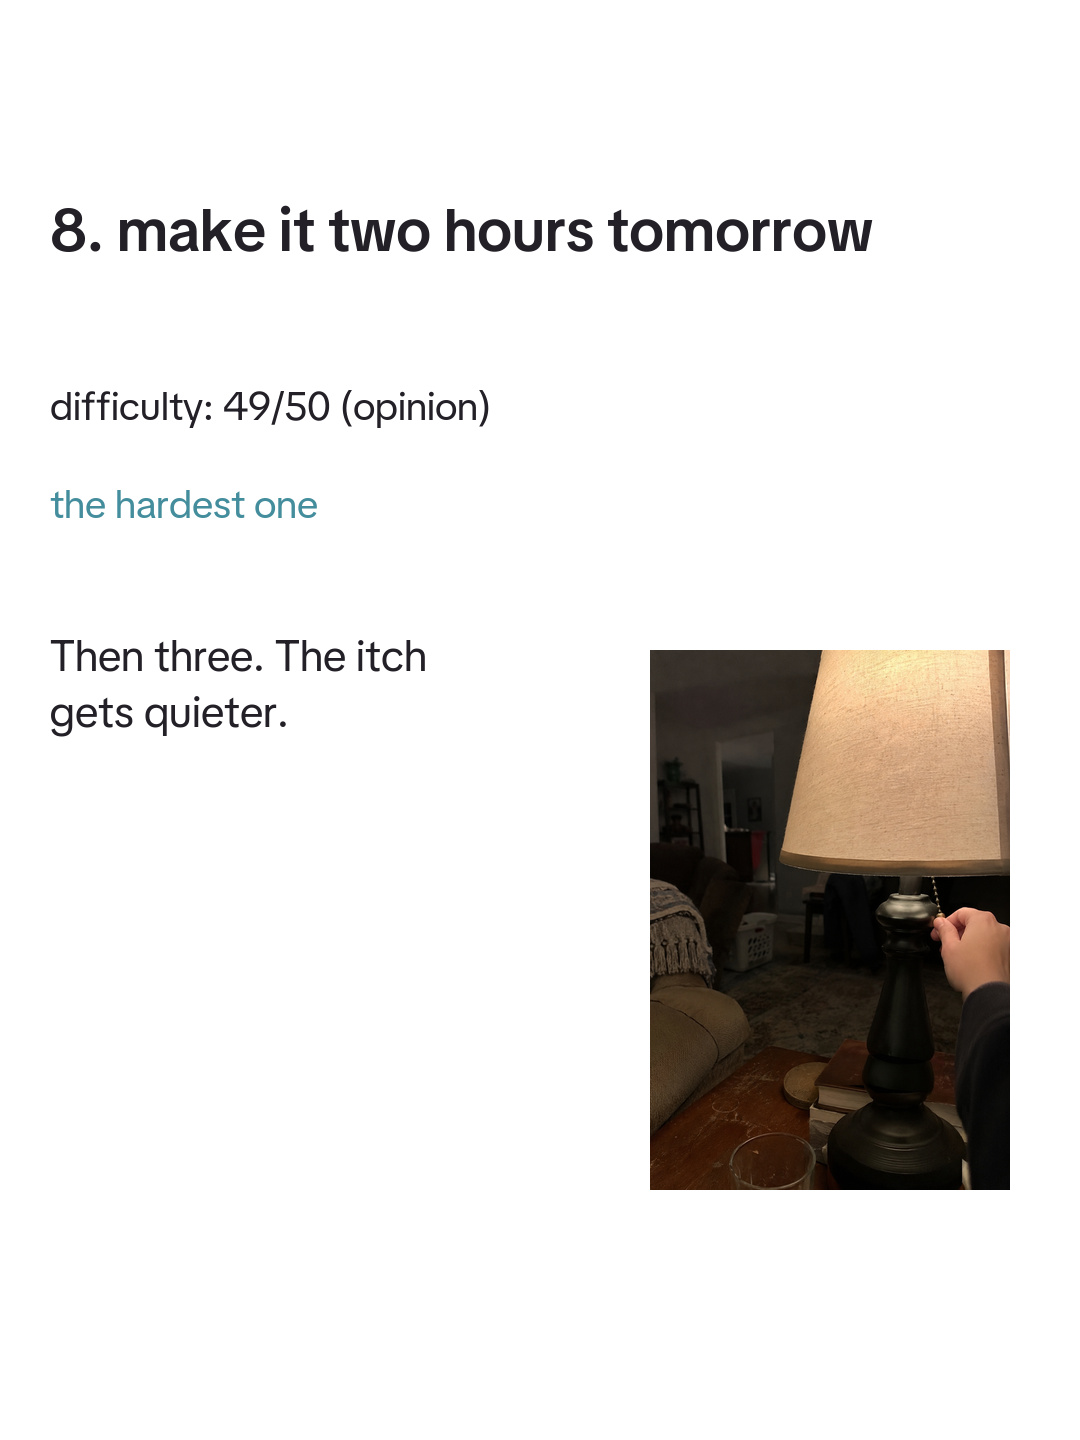 8. make it two hours tomorrow
difficulty: 49/50 (opinion)
the hardest one
Then three. The itch
gets quieter.